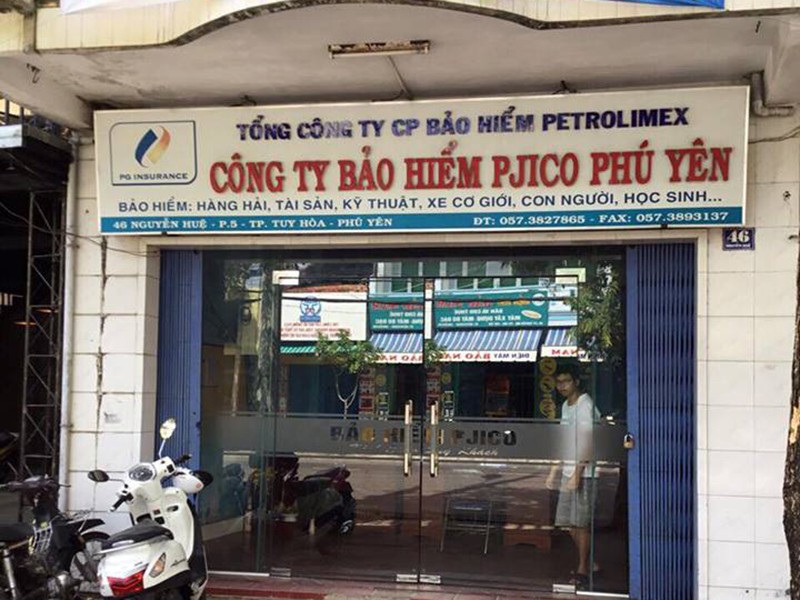 TỔNG CÔNG TY CP BẢO HIỂM PETROLIMEX
PG INSURANCE
CÔNG TY BẢO HIỂM PJICO PHÚ YÊN
BẢO HIỂM: HÀNG HẢI, TÀI SẢN, KỸ THUẬT, XE CƠ GIỚI, CON NGƯỜI, HỌC SINH...
46 NGUYỄN HUỆ - P.5 - TP. TUY HÒA - PHÚ YÊN ĐT: 057.3827865 - FAX: 057.3893137
46
BẢO HIỂM PJICO